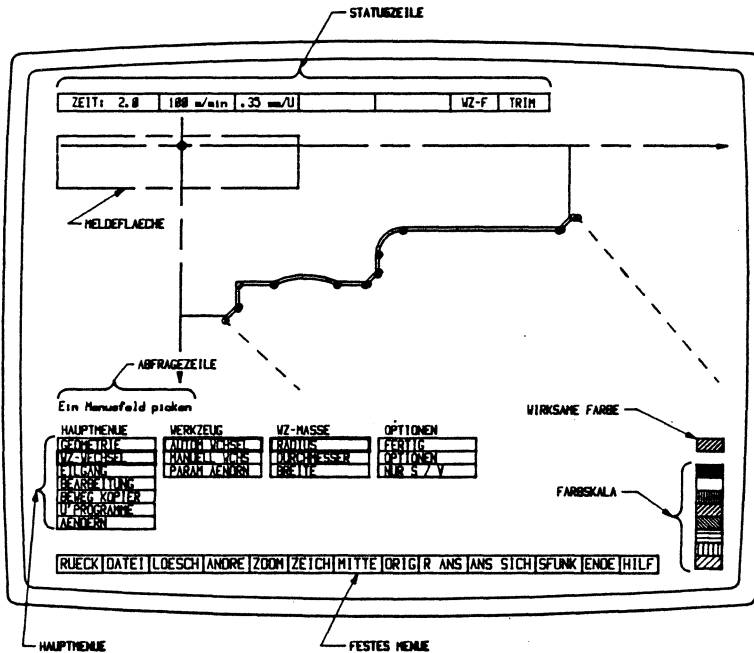 STATUSZEILE
ZEIT: 2.0 100 m/min .35 mm/U WZ-F TRIM
MELDEFLAECHE
ABFRAGEZEILE
Ein Menuefeld picken
WIRKSAME FARBE
HAUPTMENUE WERKZEUG WZ-MASSE OPTIONEN
GEOMETRIE AUTOM WCHSEL RADIUS FERTIG
WZ-WECHSEL MANUELL WCHS DURCHMESSER OPTIONEN
EILGANG PARAM AENDRN BREITE NUR S / V
BEARBEITUNG
BEWEG KOPIER
U'PROGRAMME
AENDERN
FARBSKALA
RUECK DATEI LOESCH ANDRE ZOOM ZEICH MITTE ORIG R ANS ANS SICH SFUNK ENDE HILF
HAUPTMENUE
FESTES MENUE